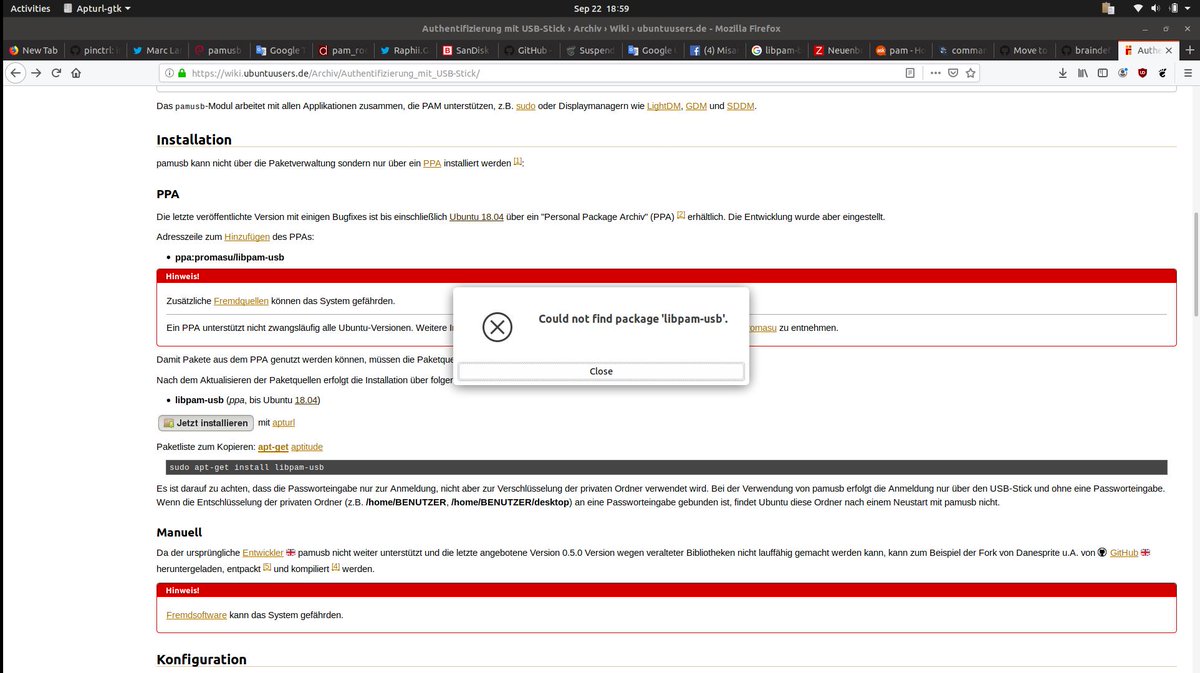 Activities Apturl-gtk Sep 22 18:59
Authentifizierung mit USB-Stick › Archiv › Wiki › ubuntuusers.de - Mozilla Firefox
New Tab pinctrl: Marc La pamusb Google pam_ro Raphii.G SanDisk GitHub Suspend Google (4) Misa libpam- Neuenb pam - H comman Move to braind Authe
https://wiki.ubuntuusers.de/Archiv/Authentifizierung_mit_USB-Stick/
Das pamusb-Modul arbeitet mit allen Applikationen zusammen, die PAM unterstützen, z.B. sudo oder Displaymanagern wie LightDM, GDM und SDDM.
Installation
pamusb kann nicht über die Paketverwaltung sondern nur über ein PPA installiert werden [1]:
PPA
Die letzte veröffentlichte Version mit einigen Bugfixes ist bis einschließlich Ubuntu 18.04 über ein "Personal Package Archiv" (PPA) [2] erhältlich. Die Entwicklung wurde aber eingestellt.
Adresszeile zum Hinzufügen des PPAs:
• ppa:promasu/libpam-usb
Hinweis!
Zusätzliche Fremdquellen können das System gefährden.
Ein PPA unterstützt nicht zwangsläufig alle Ubuntu-Versionen. Weitere I omasu zu entnehmen.
Could not find package 'libpam-usb'.
Close
Damit Pakete aus dem PPA genutzt werden können, müssen die Paketque
Nach dem Aktualisieren der Paketquellen erfolgt die Installation über folger
• libpam-usb (ppa, bis Ubuntu 18.04)
Jetzt installieren mit apturl
Paketliste zum Kopieren: apt-get aptitude
sudo apt-get install libpam-usb
Es ist darauf zu achten, dass die Passworteingabe nur zur Anmeldung, nicht aber zur Verschlüsselung der privaten Ordner verwendet wird. Bei der Verwendung von pamusb erfolgt die Anmeldung nur über den USB-Stick und ohne eine Passworteingabe.
Wenn die Entschlüsselung der privaten Ordner (z.B. /home/BENUTZER, /home/BENUTZER/desktop) an eine Passworteingabe gebunden ist, findet Ubuntu diese Ordner nach einem Neustart mit pamusb nicht.
Manuell
Da der ursprüngliche Entwickler pamusb nicht weiter unterstützt und die letzte angebotene Version 0.5.0 Version wegen veralteter Bibliotheken nicht lauffähig gemacht werden kann, kann zum Beispiel der Fork von Danesprite u.A. von GitHub
heruntergeladen, entpackt [5] und kompiliert [4] werden.
Hinweis!
Fremdsoftware kann das System gefährden.
Konfiguration